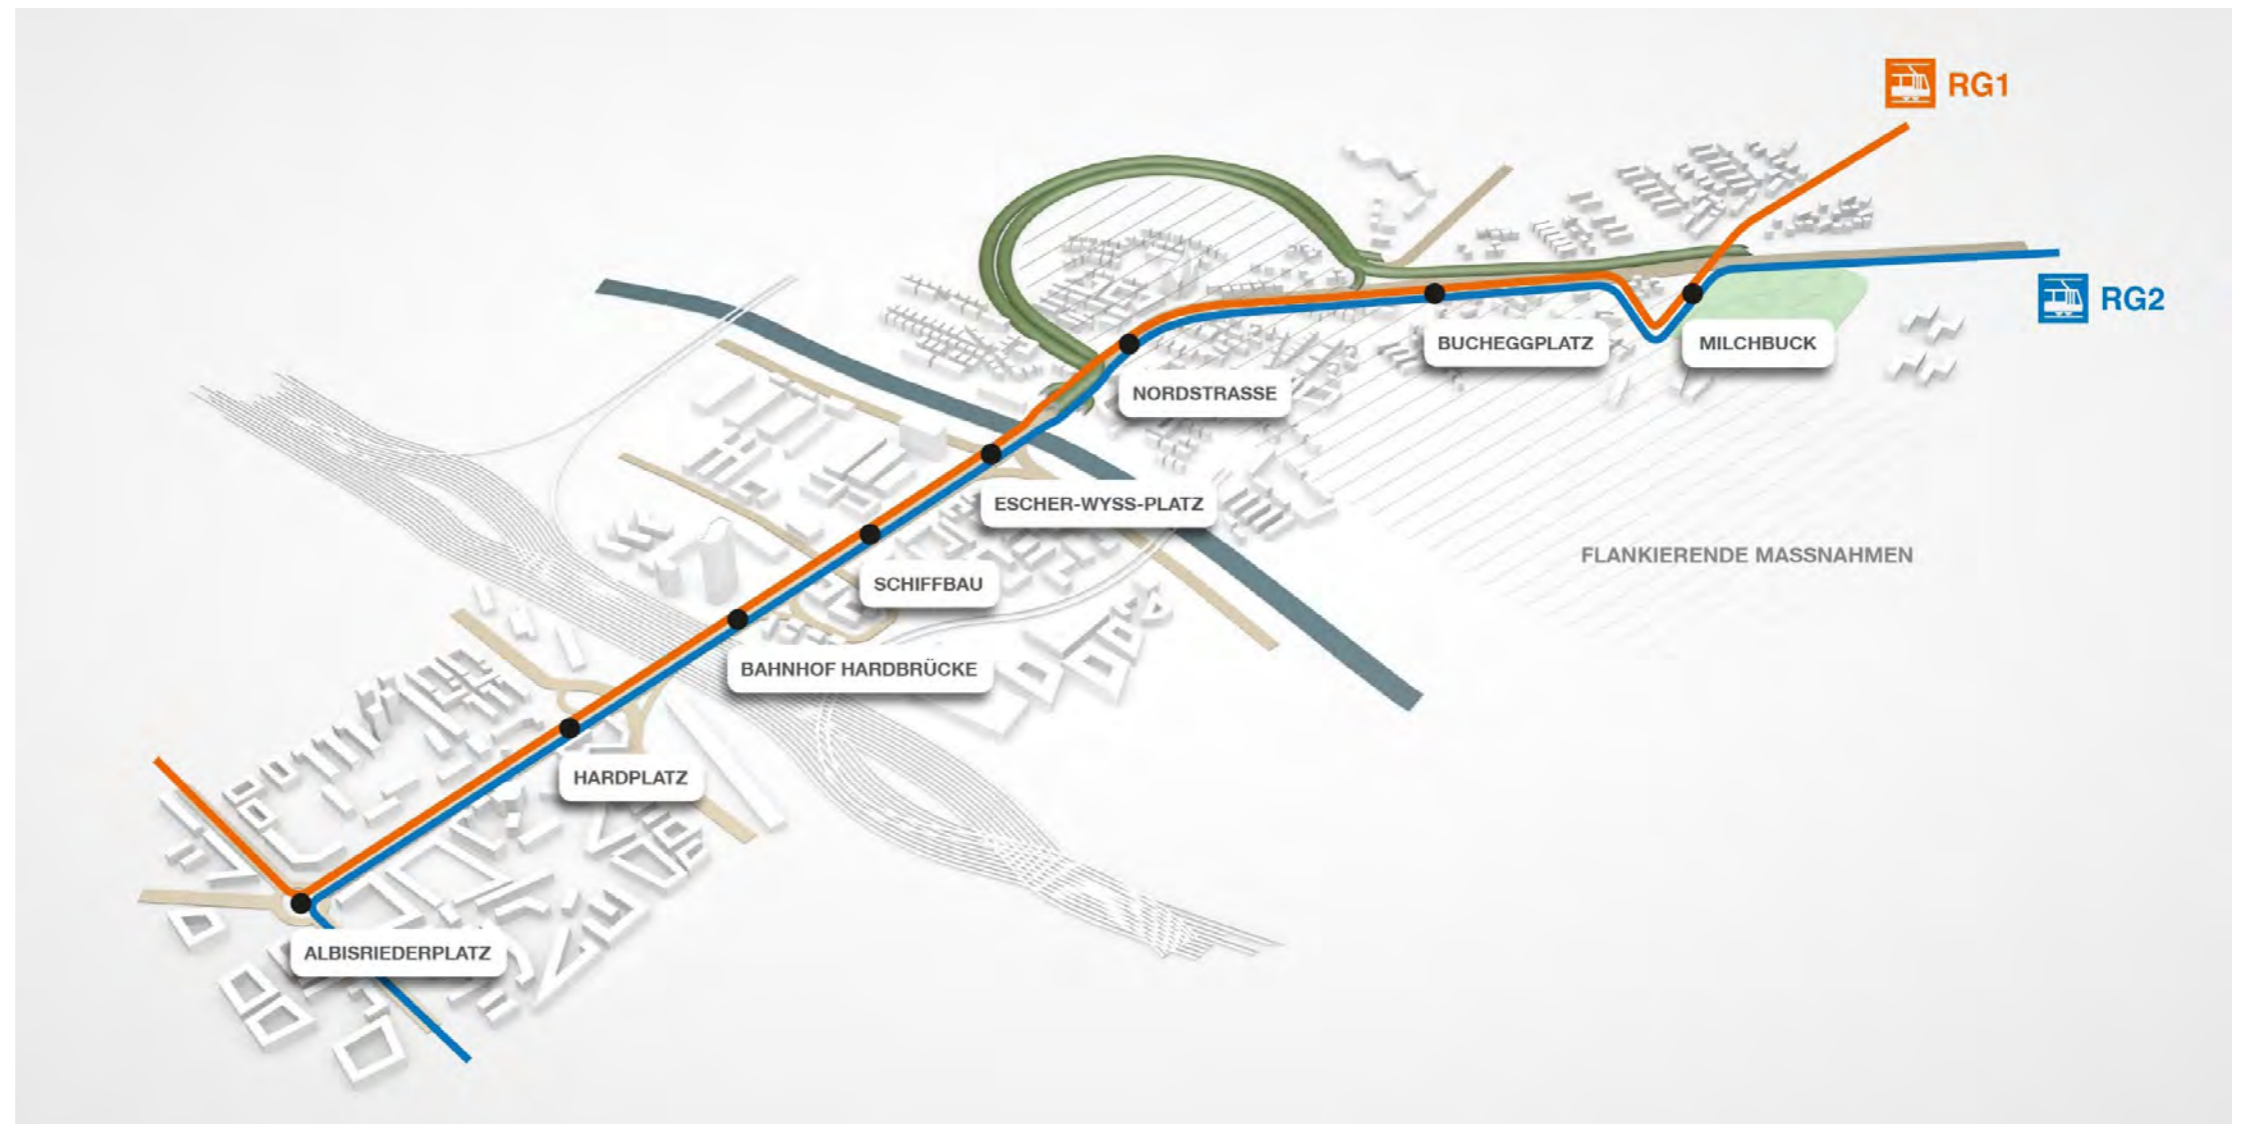 RG1
RG2
BUCHEGGPLATZ
MILCHBUCK
NORDSTRASSE
ESCHER-WYSS-PLATZ
FLANKIERENDE MASSNAHMEN
SCHIFFBAU
BAHNHOF HARDBRÜCKE
HARDPLATZ
ALBISRIEDERPLATZ